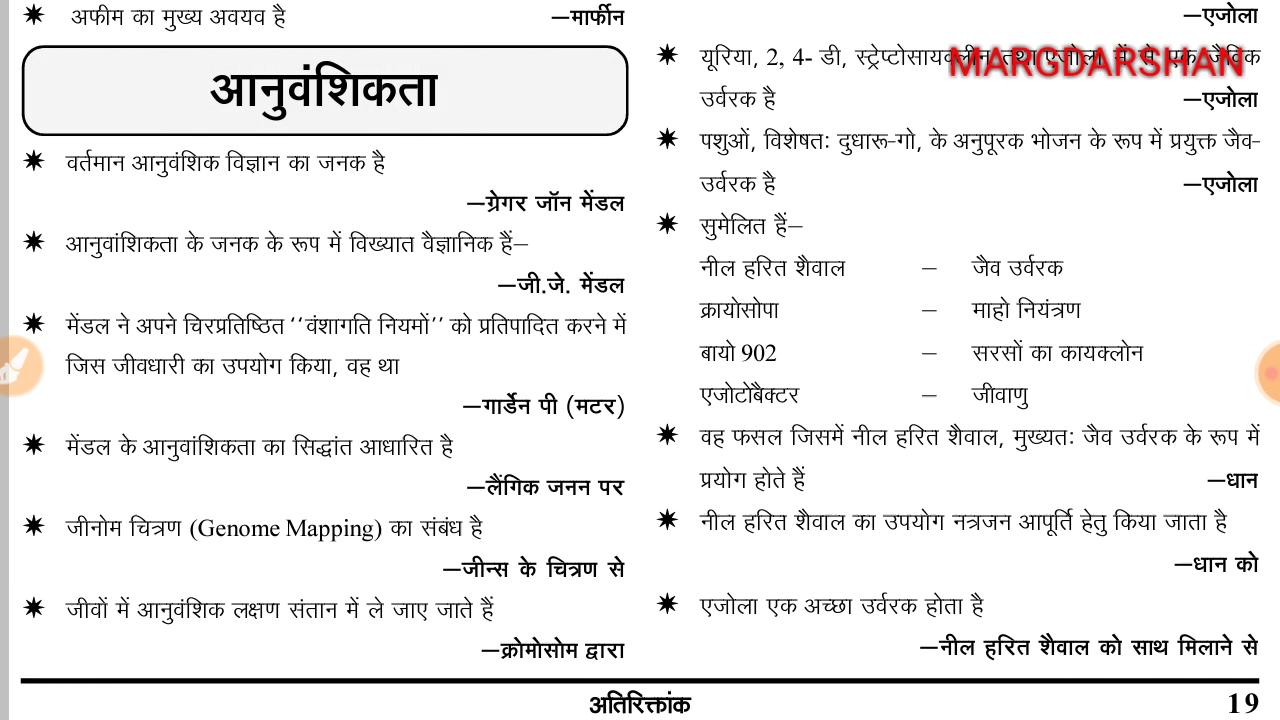 ✷ अफीम का मुख्य अवयव है —मार्फीन
आनुवंशिकता
✷ वर्तमान आनुवंशिक विज्ञान का जनक है
—ग्रेगर जॉन मेंडल
✷ आनुवांशिकता के जनक के रूप में विख्यात वैज्ञानिक हैं–
—जी.जे. मेंडल
✷ मेंडल ने अपने चिरप्रतिष्ठित ‘‘वंशागति नियमों’’ को प्रतिपादित करने में
जिस जीवधारी का उपयोग किया, वह था
—गार्डेन पी (मटर)
✷ मेंडल के आनुवांशिकता का सिद्धांत आधारित है
—लैंगिक जनन पर
✷ जीनोम चित्रण (Genome Mapping) का संबंध है
—जीन्स के चित्रण से
✷ जीवों में आनुवंशिक लक्षण संतान में ले जाए जाते हैं
—क्रोमोसोम द्वारा
—एजोला
✷ यूरिया, 2, 4- डी, स्ट्रेप्टोसायक्लीन तथा एजोला में से एक जैविक
MARGDARSHAN
उर्वरक है —एजोला
✷ पशुओं, विशेषतः दुधारू-गो, के अनुपूरक भोजन के रूप में प्रयुक्त जैव-
उर्वरक है —एजोला
✷ सुमेलित हैं–
नील हरित शैवाल – जैव उर्वरक
क्रायोसोपा – माहो नियंत्रण
बायो 902 – सरसों का कायक्लोन
एजोटोबैक्टर – जीवाणु
✷ वह फसल जिसमें नील हरित शैवाल, मुख्यतः जैव उर्वरक के रूप में
प्रयोग होते हैं —धान
✷ नील हरित शैवाल का उपयोग नत्रजन आपूर्ति हेतु किया जाता है
—धान को
✷ एजोला एक अच्छा उर्वरक होता है
—नील हरित शैवाल को साथ मिलाने से
अतिरिक्तांक 19